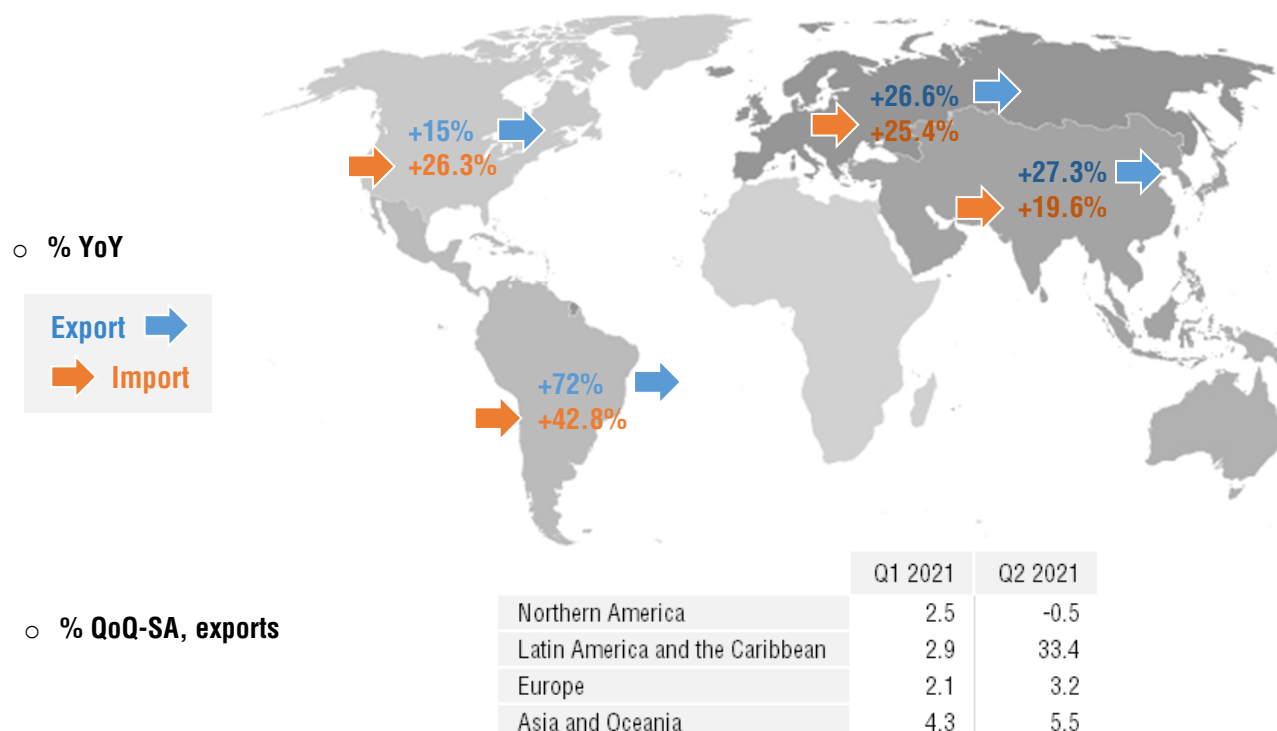 +26.6%
+25.4%
+15%
+26.3%
+27.3%
+19.6%
○ % YoY
Export
Import
+72%
+42.8%
Q1 2021 Q2 2021
○ % QoQ-SA, exports
Northern America 2.5 -0.5
Latin America and the Caribbean 2.9 33.4
Europe 2.1 3.2
Asia and Oceania 4.3 5.5